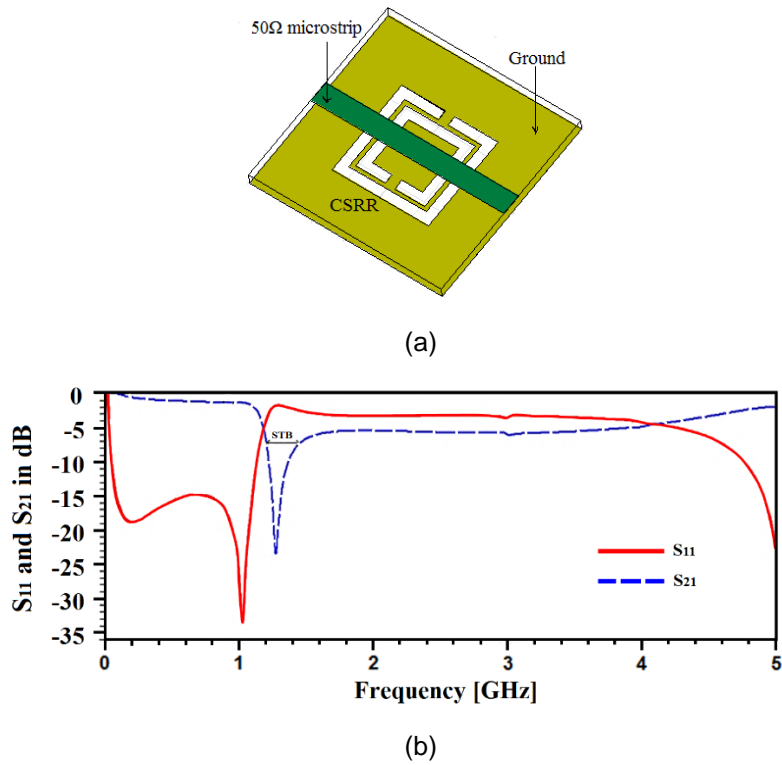 50Ω microstrip
Ground
CSRR
(a)
S11 and S21 in dB
0
-5
-10
-15
-20
-25
-30
-35
STB
S11
S21
0 1 2 3 4 5
Frequency [GHz]
(b)